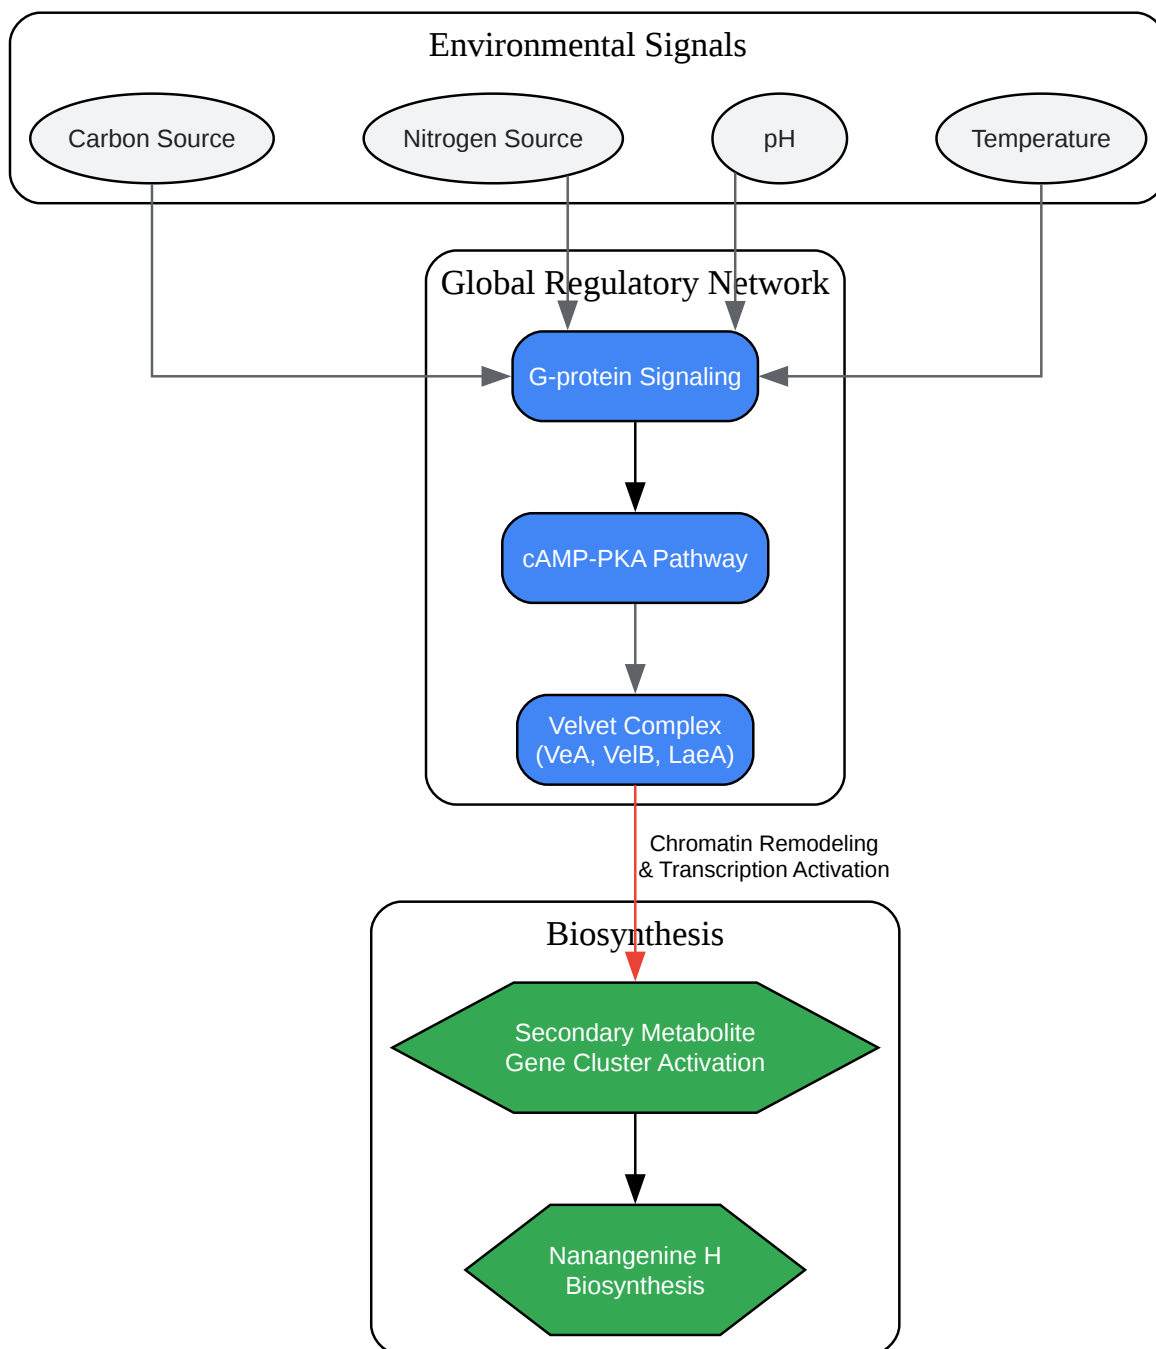 Environmental Signals
Carbon Source
Nitrogen Source
pH
Temperature
Global Regulatory Network
G-protein Signaling
cAMP-PKA Pathway
Velvet Complex
(VeA, VelB, LaeA)
Chromatin Remodeling
& Transcription Activation
Biosynthesis
Secondary Metabolite
Gene Cluster Activation
Nanangenine H
Biosynthesis